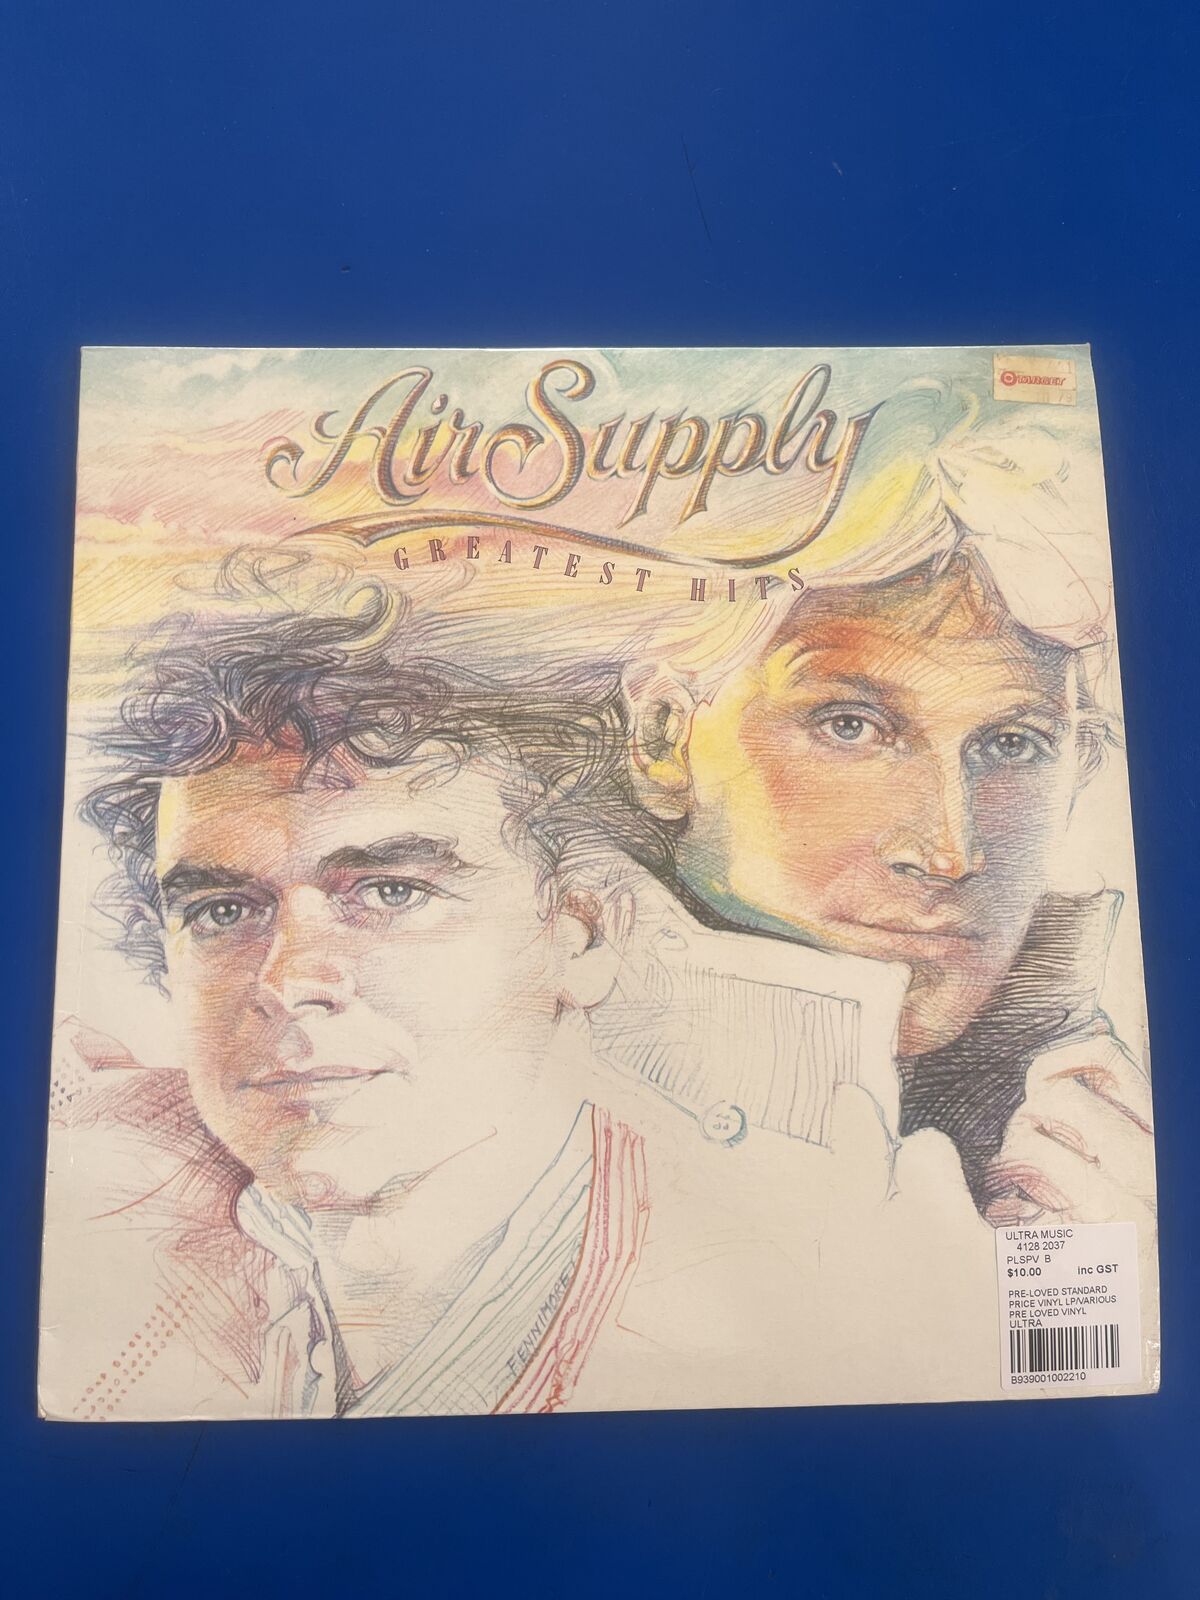 TARGET
Air Supply
GREATEST HITS
FENNIMORE
ULTRA MUSIC
4128 2037
PLSPV B
$10.00 inc GST
PRE-LOVED STANDARD
PRICE VINYL LP/VARIOUS
PRE LOVED VINYL
ULTRA
B939001002210